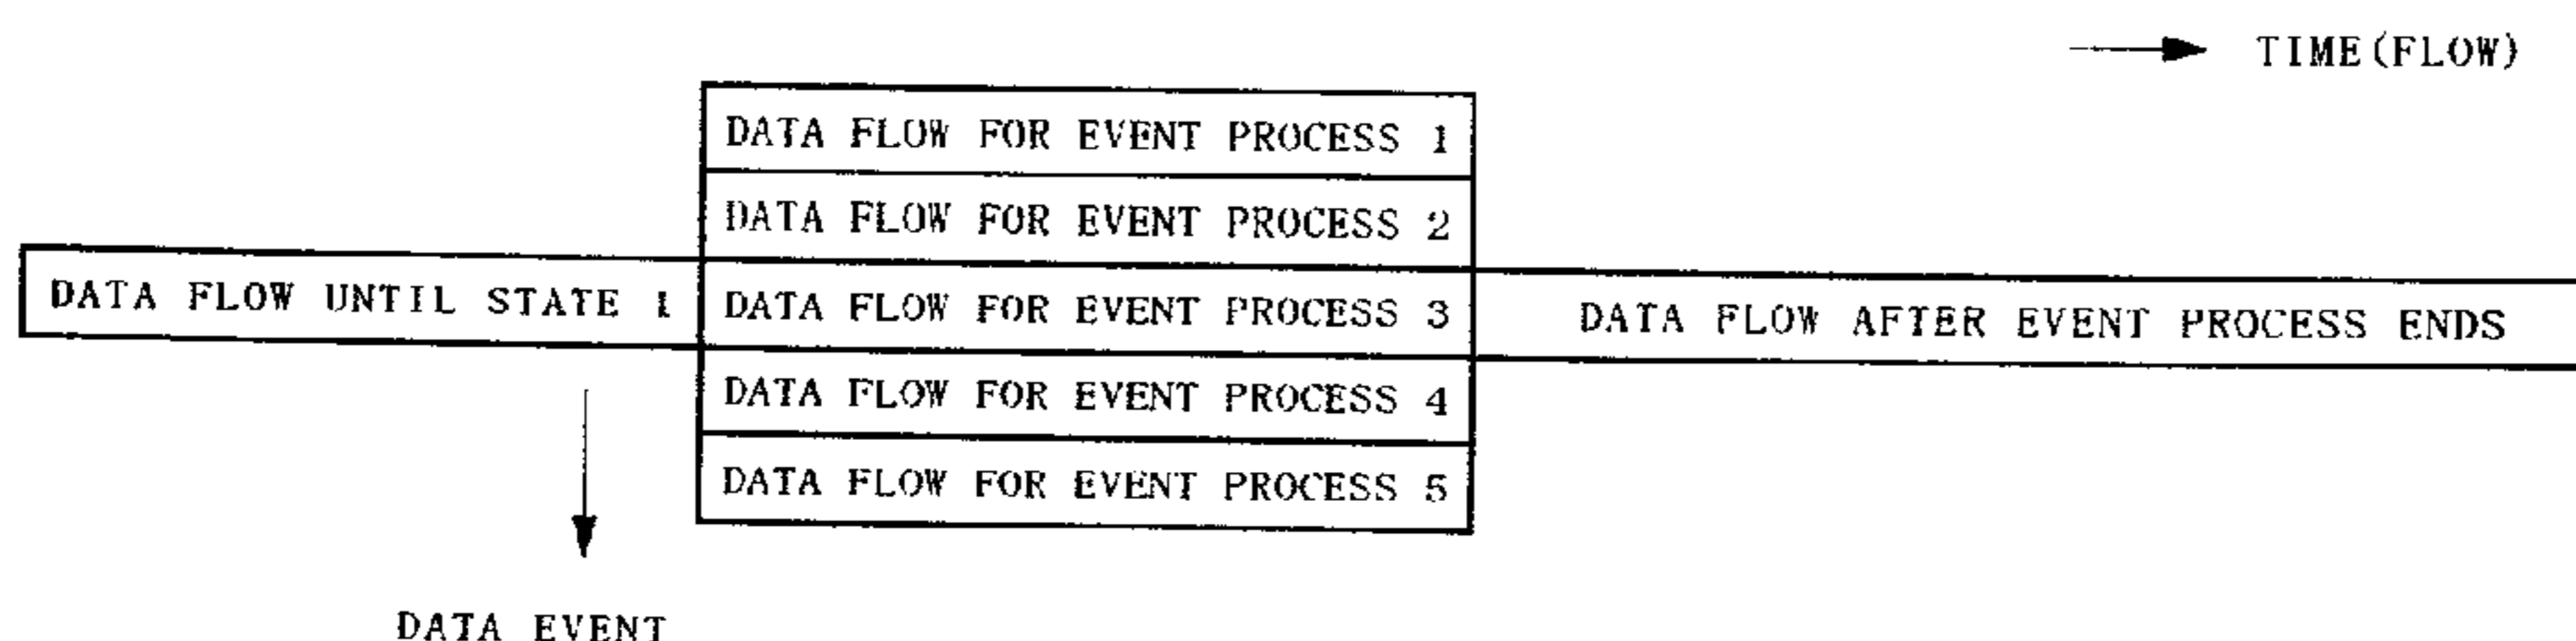 TIME(FLOW)
DATA FLOW FOR EVENT PROCESS 1
DATA FLOW FOR EVENT PROCESS 2
DATA FLOW UNTIL STATE 1
DATA FLOW FOR EVENT PROCESS 3
DATA FLOW AFTER EVENT PROCESS ENDS
DATA FLOW FOR EVENT PROCESS 4
DATA FLOW FOR EVENT PROCESS 5
DATA EVENT